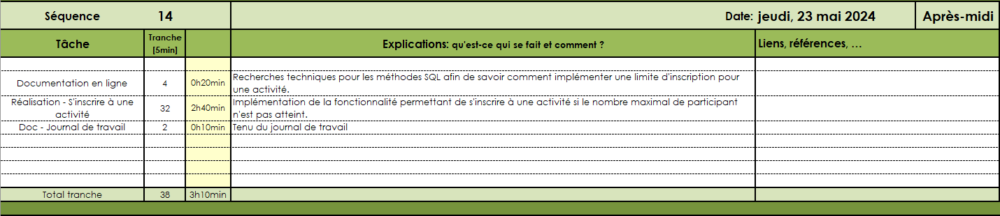 Séquence 14 Date: jeudi, 23 mai 2024 Après-midi
Tâche Tranche [5min] Explications: qu'est-ce qui se fait et comment ? Liens, références, …
Documentation en ligne 4 0h20min Recherches techniques pour les méthodes SQL afin de savoir comment implémenter une limite d'inscription pour
une activité.
Réalisation - S'inscrire à une
activité 32 2h40min Implémentation de la fonctionnalité permettant de s'inscrire à une activité si le nombre maximal de participant
n'est pas atteint.
Doc - Journal de travail 2 0h10min Tenu du journal de travail
Total tranche 38 3h10min